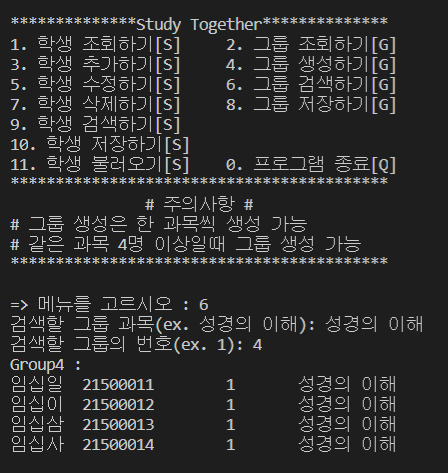 **************Study Together**************
1. 학생 조회하기[S]     2. 그룹 조회하기[G]
3. 학생 추가하기[S]     4. 그룹 생성하기[G]
5. 학생 수정하기[S]     6. 그룹 검색하기[G]
7. 학생 삭제하기[S]     8. 그룹 저장하기[G]
9. 학생 검색하기[S]
10. 학생 저장하기[S]
11. 학생 불러오기[S]    0. 프로그램 종료[Q]
******************************************
# 주의사항 #
# 그룹 생성은 한 과목씩 생성 가능
# 같은 과목 4명 이상일때 그룹 생성 가능
******************************************
=> 메뉴를 고르시오 : 6
검색할 그룹 과목(ex. 성경의 이해): 성경의 이해
검색할 그룹의 번호(ex. 1): 4
Group4 :
임십일  21500011        1       성경의 이해
임십이  21500012        1       성경의 이해
임십삼  21500013        1       성경의 이해
임십사  21500014        1       성경의 이해